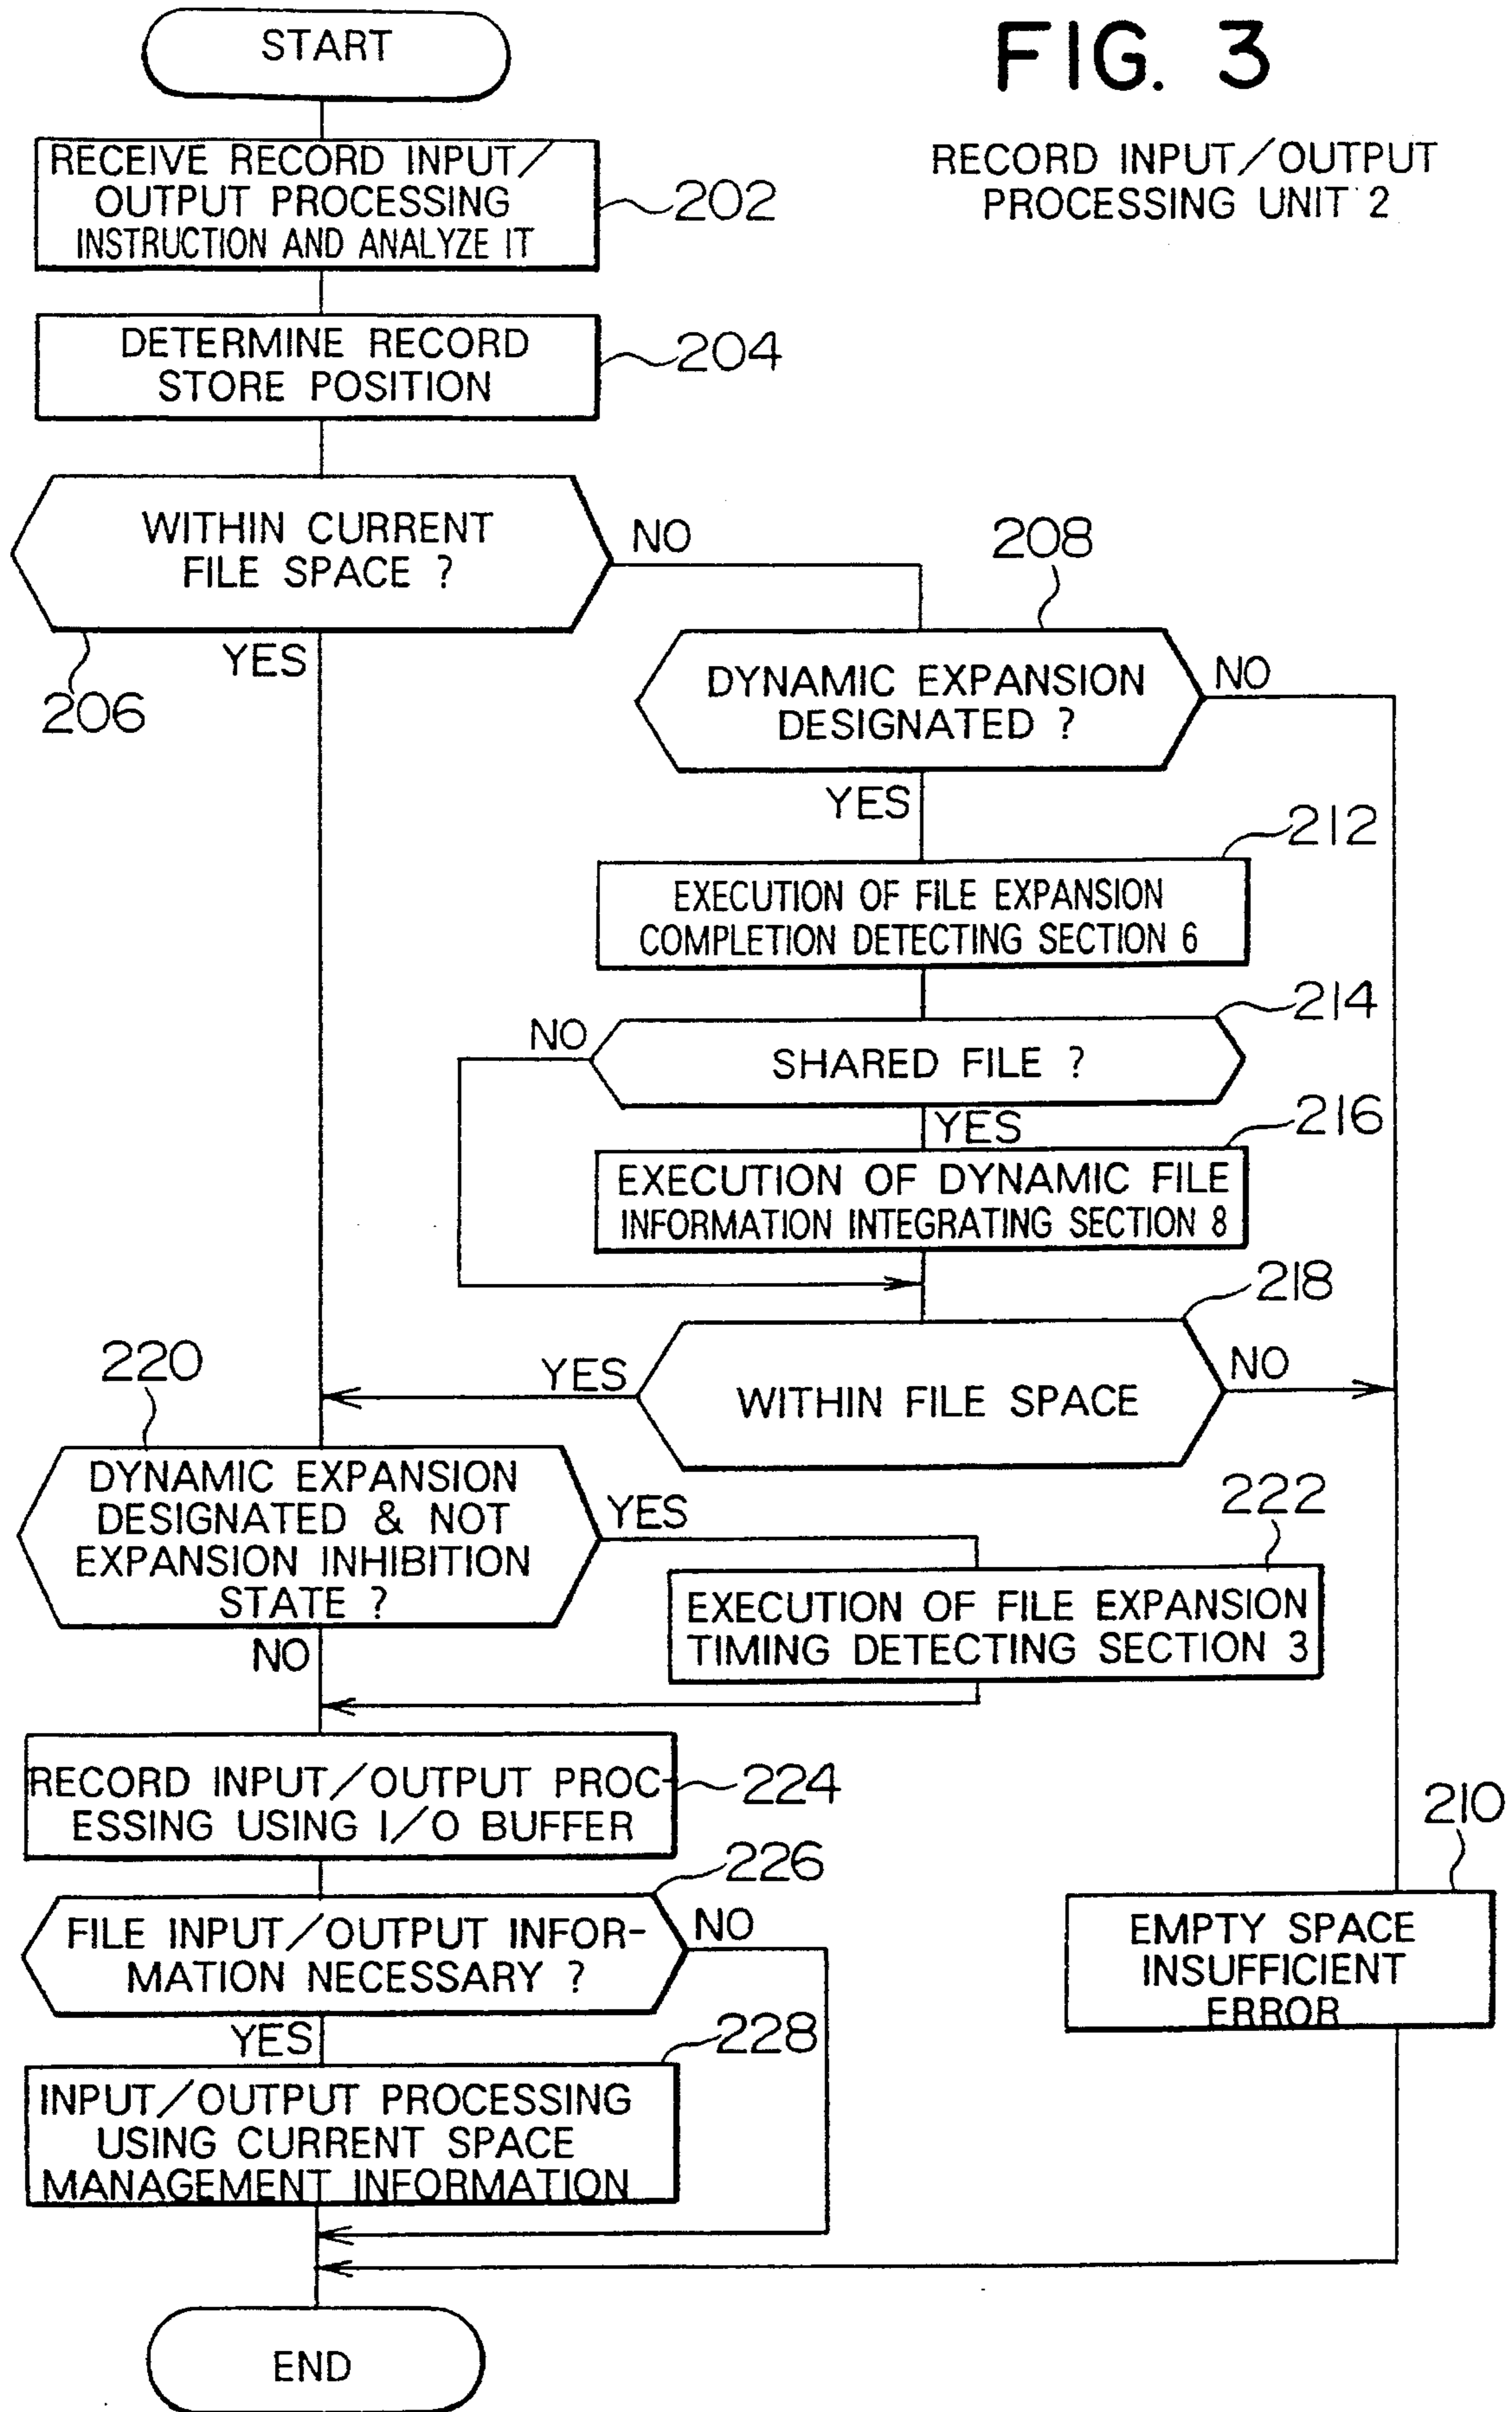 START
FIG. 3
RECORD INPUT/OUTPUT
PROCESSING UNIT 2
RECEIVE RECORD INPUT/
OUTPUT PROCESSING
INSTRUCTION AND ANALYZE IT
202
DETERMINE RECORD
STORE POSITION
204
WITHIN CURRENT
FILE SPACE ?
NO
YES
206
208
DYNAMIC EXPANSION
DESIGNATED ?
NO
YES
212
EXECUTION OF FILE EXPANSION
COMPLETION DETECTING SECTION 6
214
NO
SHARED FILE ?
YES
216
EXECUTION OF DYNAMIC FILE
INFORMATION INTEGRATING SECTION 8
218
YES
WITHIN FILE SPACE
NO
220
DYNAMIC EXPANSION
DESIGNATED & NOT
EXPANSION INHIBITION
STATE ?
YES
NO
222
EXECUTION OF FILE EXPANSION
TIMING DETECTING SECTION 3
RECORD INPUT/OUTPUT PROC-
ESSING USING I/O BUFFER
224
226
FILE INPUT/OUTPUT INFOR-
MATION NECESSARY ?
NO
YES
210
EMPTY SPACE
INSUFFICIENT
ERROR
228
INPUT/OUTPUT PROCESSING
USING CURRENT SPACE
MANAGEMENT INFORMATION
END